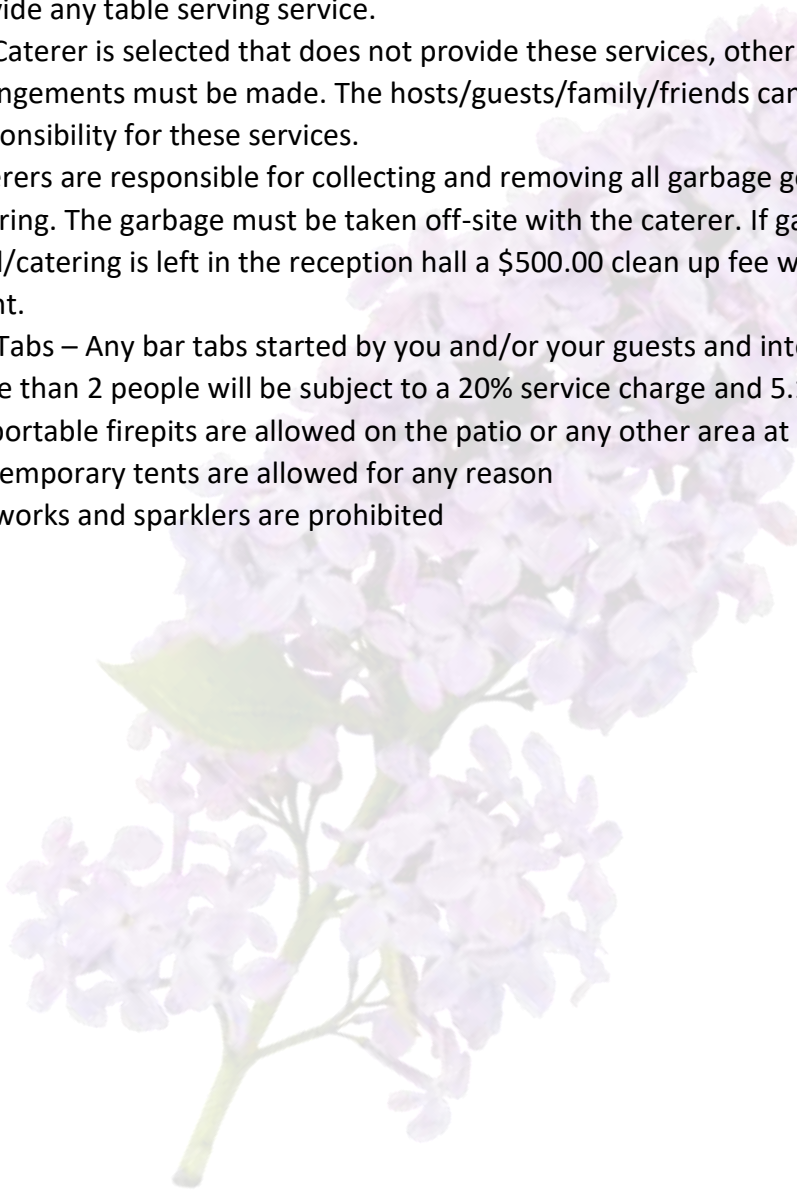 vide any table serving service.
Caterer is selected that does not provide these services, other
ngements must be made. The hosts/guests/family/friends can
onsibility for these services.
erers are responsible for collecting and removing all garbage g
ring. The garbage must be taken off-site with the caterer. If ga
/catering is left in the reception hall a $500.00 clean up fee w
nt.
Tabs – Any bar tabs started by you and/or your guests and inte
e than 2 people will be subject to a 20% service charge and 5.
portable firepits are allowed on the patio or any other area at
temporary tents are allowed for any reason
works and sparklers are prohibited